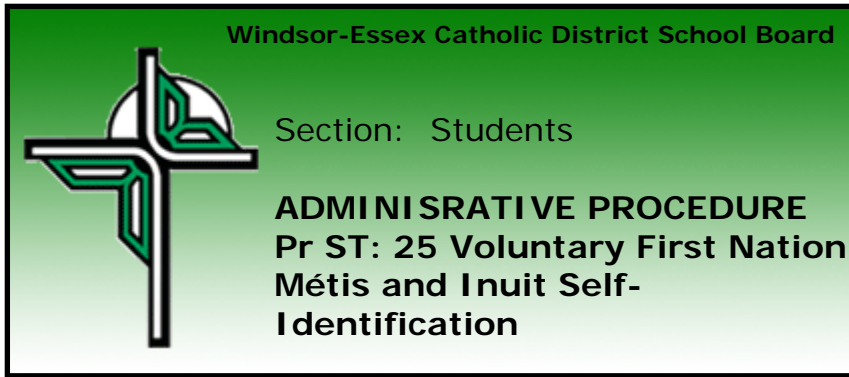 Windsor-Essex Catholic District School Board
Section: Students
ADMINISRATIVE PROCEDURE
Pr ST: 25 Voluntary First Nation
Métis and Inuit Self-
Identification